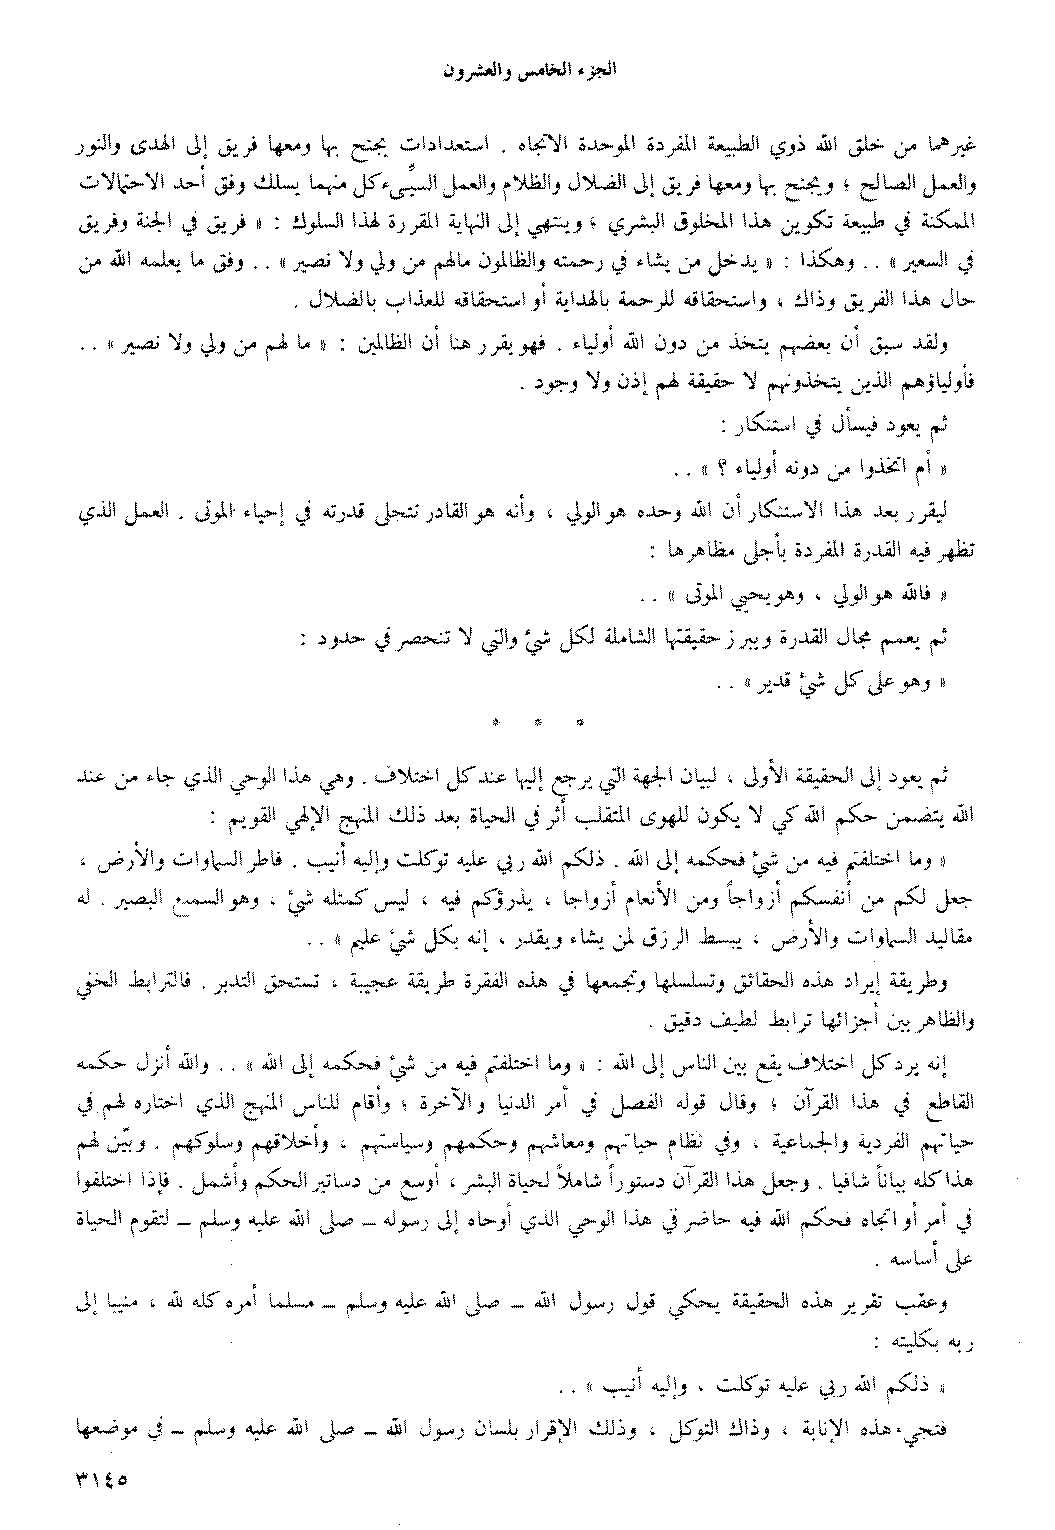 الجزء الخامس والعشرون
غيرهما من خلق الله ذوي الطبيعة المفردة الموحدة الاتجاه . استعدادات يجنح بها ومعها فريق إلى الهدى والنور
والعمل الصالح ؛ ويجنح بها ومعها فريق إلى الضلال والظلام والعمل السيِّء كل منهما يسلك وفق أحد الاحتمالات
الممكنة في طبيعة تكوين هذا المخلوق البشري ؛ وينتهي إلى النهاية المقررة لهذا السلوك : « فريق في الجنة وفريق
في السعير » .. وهكذا : « يدخل من يشاء في رحمته والظالمون مالهم من ولي ولا نصير » .. وفق ما يعلمه الله من
حال هذا الفريق وذاك ، واستحقاقه للرحمة بالهداية أو استحقاقه للعذاب بالضلال .
ولقد سبق أن بعضهم يتخذ من دون الله أولياء . فهو يقرر هنا أن الظالمين : « ما لهم من ولي ولا نصير » ..
فأولياؤهم الذين يتخذونهم لا حقيقة لهم إذن ولا وجود .
ثم يعود فيسأل في استنكار :
« أم اتخذوا من دونه أولياء ؟ » ..
ليقرر بعد هذا الاستنكار أن الله وحده هو الولي ، وأنه هو القادر تتجلى قدرته في إحياء الموتى . العمل الذي
تظهر فيه القدرة المفردة بأجلى مظاهرها :
« فالله هو الولي ، وهو يحيي الموتى » ..
ثم يعمم مجال القدرة ويبرز حقيقتها الشاملة لكل شئ والتي لا تنحصر في حدود :
« وهو على كل شئ قدير » ..
* * *
ثم يعود إلى الحقيقة الأولى ، لبيان الجهة التي يرجع إليها عند كل اختلاف . وهي هذا الوحي الذي جاء من عند
الله يتضمن حكم الله كي لا يكون للهوى المتقلب أثر في الحياة بعد ذلك المنهج الإلهي القويم :
« وما اختلفتم فيه من شئ فحكمه إلى الله . ذلكم الله ربي عليه توكلت وإليه أنيب . فاطر السماوات والأرض ،
جعل لكم من أنفسكم أزواجاً ومن الأنعام أزواجا ، يذرؤكم فيه ، ليس كمثله شئ ، وهو السميع البصير . له
مقاليد السماوات والأرض ، يبسط الرزق لمن يشاء ويقدر ، إنه بكل شئ عليم » ..
وطريقة إيراد هذه الحقائق وتسلسلها وتجمعها في هذه الفقرة طريقة عجيبة ، تستحق التدبر . فالترابط الخفي
والظاهر بين أجزائها ترابط لطيف دقيق .
إنه يرد كل اختلاف يقع بين الناس إلى الله : « وما اختلفتم فيه من شئ فحكمه إلى الله » .. والله أنزل حكمه
القاطع في هذا القرآن ؛ وقال قوله الفصل في أمر الدنيا والآخرة ؛ وأقام للناس المنهج الذي اختاره لهم في
حياتهم الفردية والجماعية ، وفي نظام حياتهم ومعاشهم وحكمهم وسياستهم ، وأخلاقهم وسلوكهم . وبيّن لهم
هذا كله بياناً شافيا . وجعل هذا القرآن دستوراً شاملاً لحياة البشر ، أوسع من دساتير الحكم وأشمل . فإذا اختلفوا
في أمر أو اتجاه فحكم الله فيه حاضر في هذا الوحي الذي أوحاه إلى رسوله – صلى الله عليه وسلم – لتقوم الحياة
على أساسه .
وعقب تقرير هذه الحقيقة يحكي قول رسول الله – صلى الله عليه وسلم – مسلما أمره كله لله ، منيبا إلى
ربه بكليته :
« ذلكم الله ربي عليه توكلت ، وإليه أنيب » ..
فتجيء هذه الإنابة ، وذاك التوكل ، وذلك الإقرار بلسان رسول الله – صلى الله عليه وسلم – في موضعها
٣١٤٥